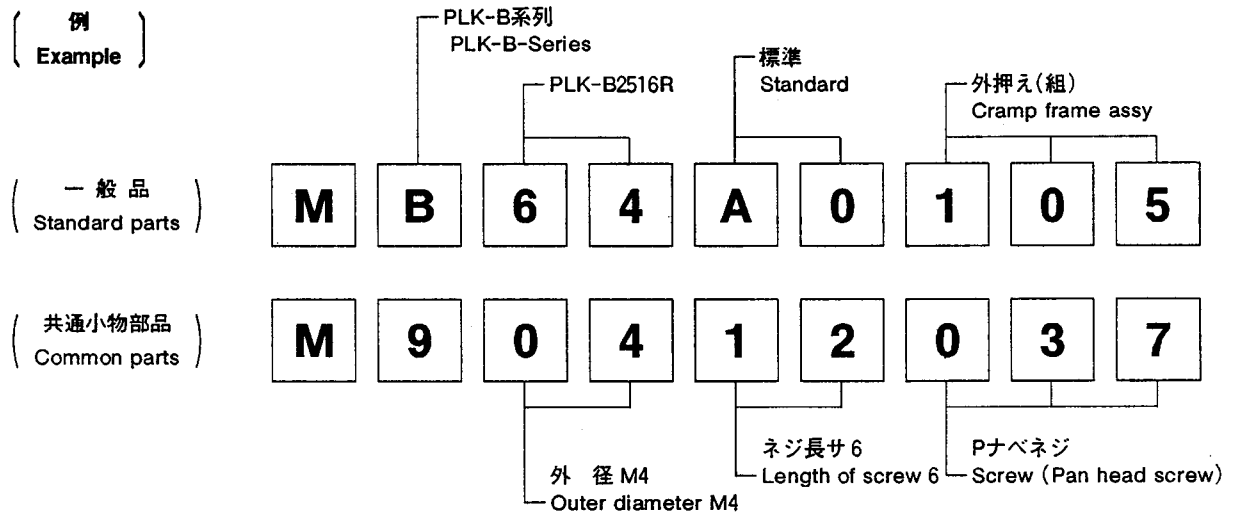 例
Example
PLK-B系列
PLK-B-Series
PLK-B2516R
標準
Standard
外押え(組)
Cramp frame assy
(一般品
Standard parts)
M B 6 4 A 0 1 0 5
(共通小物部品
Common parts)
M 9 0 4 1 2 0 3 7
外 径 M4
Outer diameter M4
ネジ長サ 6
Length of screw 6
Pナベネジ
Screw (Pan head screw)